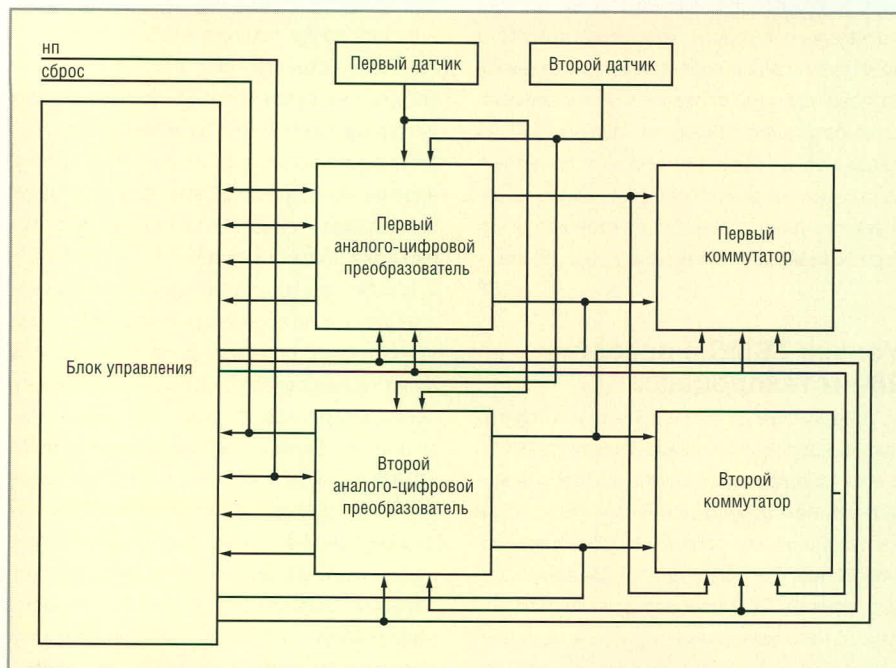 нп
сброс
Первый датчик
Второй датчик
Первый
аналого-цифровой
преобразователь
Первый
коммутатор
Блок управления
Второй
аналого-цифровой
преобразователь
Второй
коммутатор